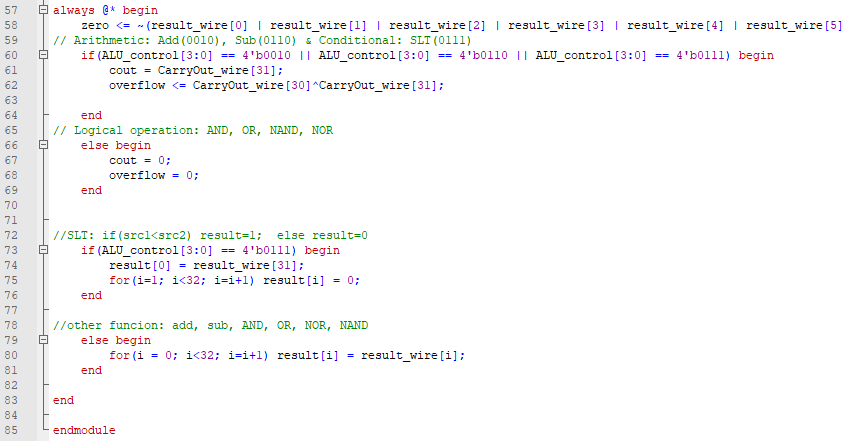 57 always @* begin
58 zero <= ~(result_wire[0] | result_wire[1] | result_wire[2] | result_wire[3] | result_wire[4] | result_wire[5]
59 // Arithmetic: Add(0010), Sub(0110) & Conditional: SLT(0111)
60 if(ALU_control[3:0] == 4'b0010 || ALU_control[3:0] == 4'b0110 || ALU_control[3:0] == 4'b0111) begin
61 cout = CarryOut_wire[31];
62 overflow <= CarryOut_wire[30]^CarryOut_wire[31];
63
64 end
65 // Logical operation: AND, OR, NAND, NOR
66 else begin
67 cout = 0;
68 overflow = 0;
69 end
70
71
72 //SLT: if(src1<src2) result=1; else result=0
73 if(ALU_control[3:0] == 4'b0111) begin
74 result[0] = result_wire[31];
75 for(i=1; i<32; i=i+1) result[i] = 0;
76 end
77
78 //other funcion: add, sub, AND, OR, NOR, NAND
79 else begin
80 for(i = 0; i<32; i=i+1) result[i] = result_wire[i];
81 end
82
83 end
84
85 endmodule